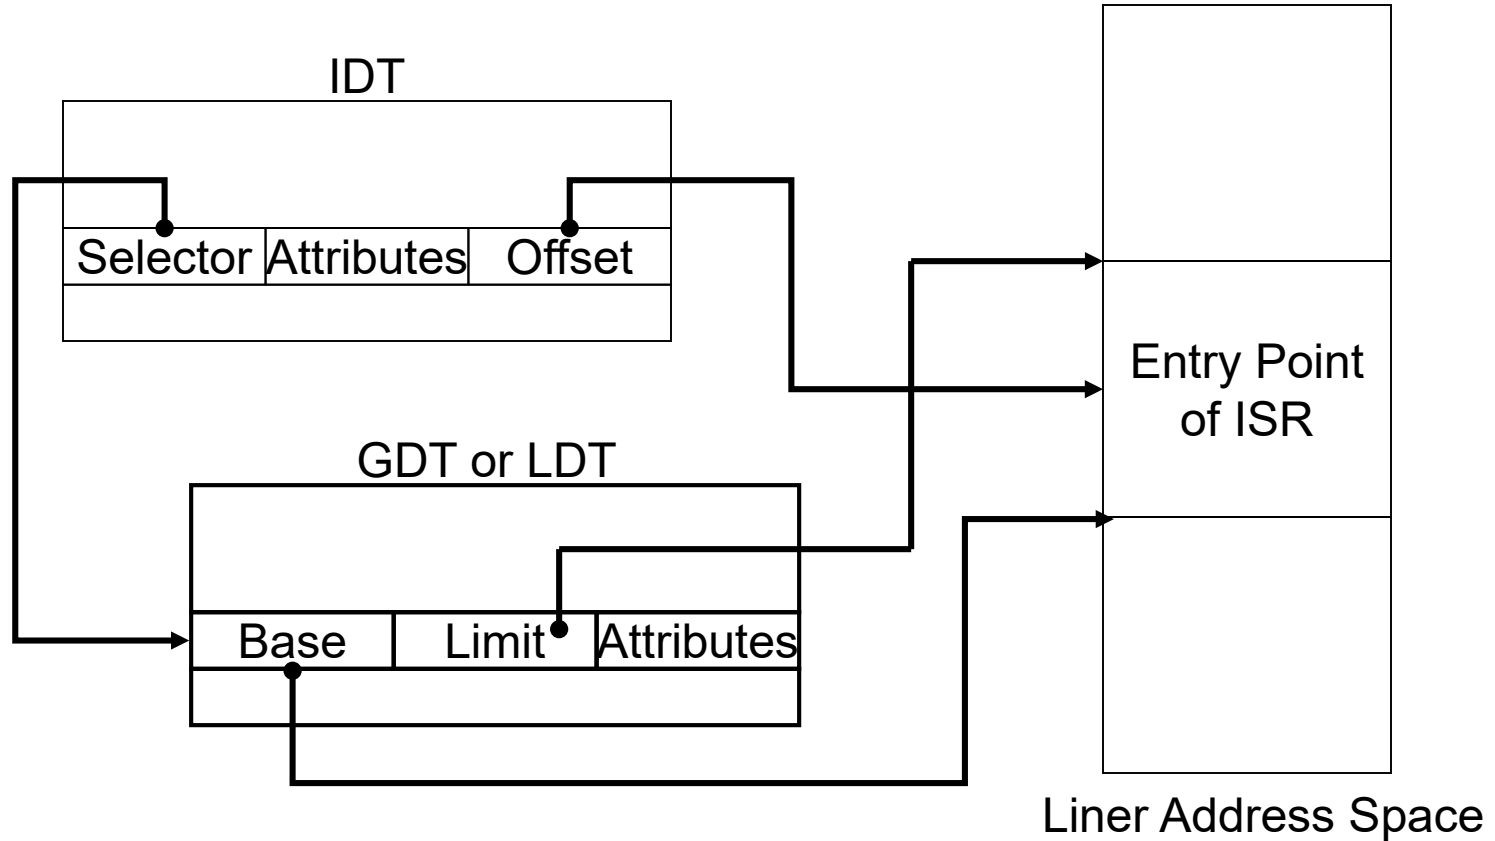 IDT
Selector Attributes Offset
Entry Point
of ISR
GDT or LDT
Base Limit Attributes
Liner Address Space